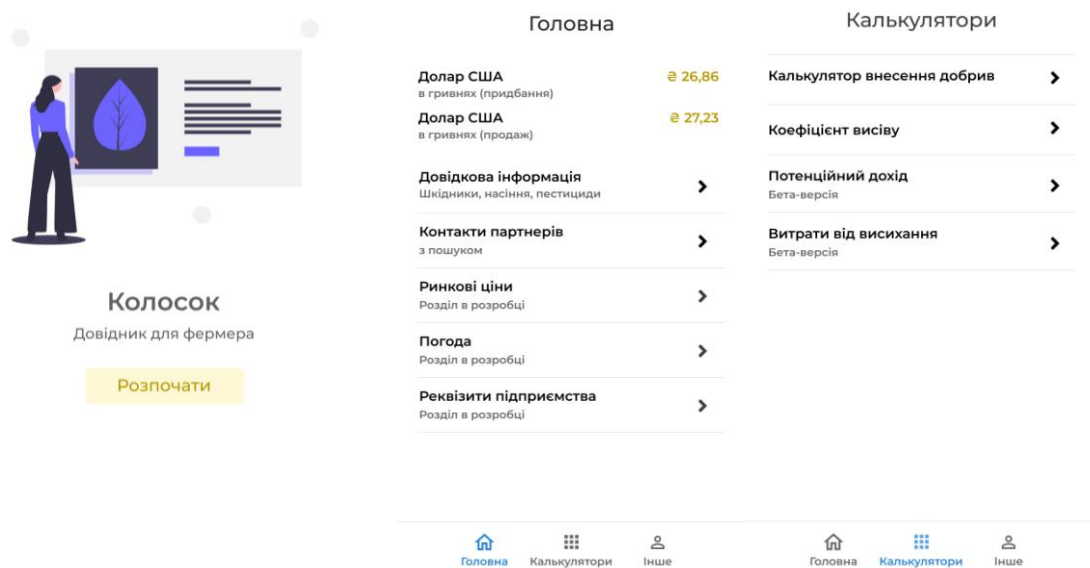 Колосок
Довідник для фермера
Розпочати
Головна
Долар США
₴ 26,86
в гривнях (придбання)
Долар США
₴ 27,23
в гривнях (продаж)
Довідкова інформація
Шкідники, насіння, пестициди
Контакти партнерів
з пошуком
Ринкові ціни
Розділ в розробці
Погода
Розділ в розробці
Реквізити підприємства
Розділ в розробці
Головна Калькулятори Інше
Калькулятори
Калькулятор внесення добрив
Коефіцієнт висіву
Потенційний дохід
Бета-версія
Витрати від висихання
Бета-версія
Головна Калькулятори Інше